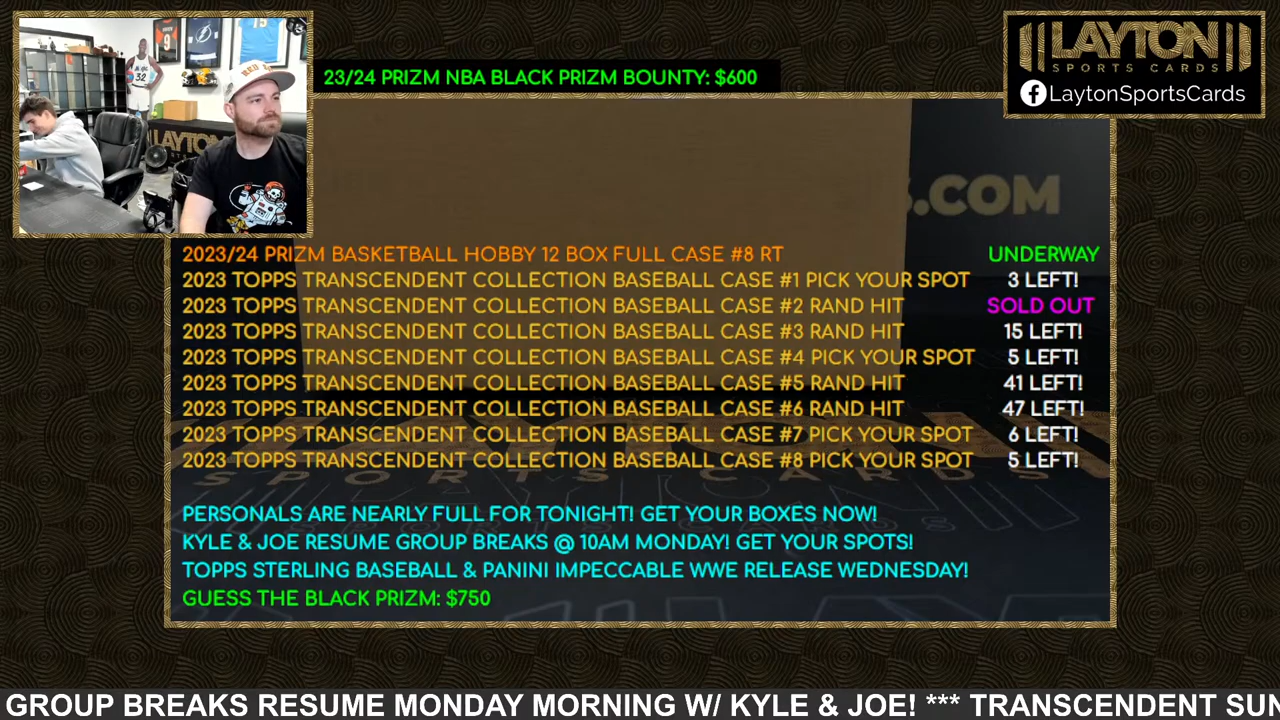 LAYTON
SPORTS CARDS
LaytonSportsCards
23/24 PRIZM NBA BLACK PRIZM BOUNTY: $600
9
15
32
LAYTON
S.COM
2023/24 PRIZM BASKETBALL HOBBY 12 BOX FULL CASE #8 RT UNDERWAY
2023 TOPPS TRANSCENDENT COLLECTION BASEBALL CASE #1 PICK YOUR SPOT 3 LEFT!
2023 TOPPS TRANSCENDENT COLLECTION BASEBALL CASE #2 RAND HIT SOLD OUT
2023 TOPPS TRANSCENDENT COLLECTION BASEBALL CASE #3 RAND HIT 15 LEFT!
2023 TOPPS TRANSCENDENT COLLECTION BASEBALL CASE #4 PICK YOUR SPOT 5 LEFT!
2023 TOPPS TRANSCENDENT COLLECTION BASEBALL CASE #5 RAND HIT 41 LEFT!
2023 TOPPS TRANSCENDENT COLLECTION BASEBALL CASE #6 RAND HIT 47 LEFT!
2023 TOPPS TRANSCENDENT COLLECTION BASEBALL CASE #7 PICK YOUR SPOT 6 LEFT!
2023 TOPPS TRANSCENDENT COLLECTION BASEBALL CASE #8 PICK YOUR SPOT 5 LEFT!
SPORTS CARDS
PERSONALS ARE NEARLY FULL FOR TONIGHT! GET YOUR BOXES NOW!
KYLE & JOE RESUME GROUP BREAKS @ 10AM MONDAY! GET YOUR SPOTS!
TOPPS STERLING BASEBALL & PANINI IMPECCABLE WWE RELEASE WEDNESDAY!
GUESS THE BLACK PRIZM: $750
GROUP BREAKS RESUME MONDAY MORNING W/ KYLE & JOE! *** TRANSCENDENT SUN